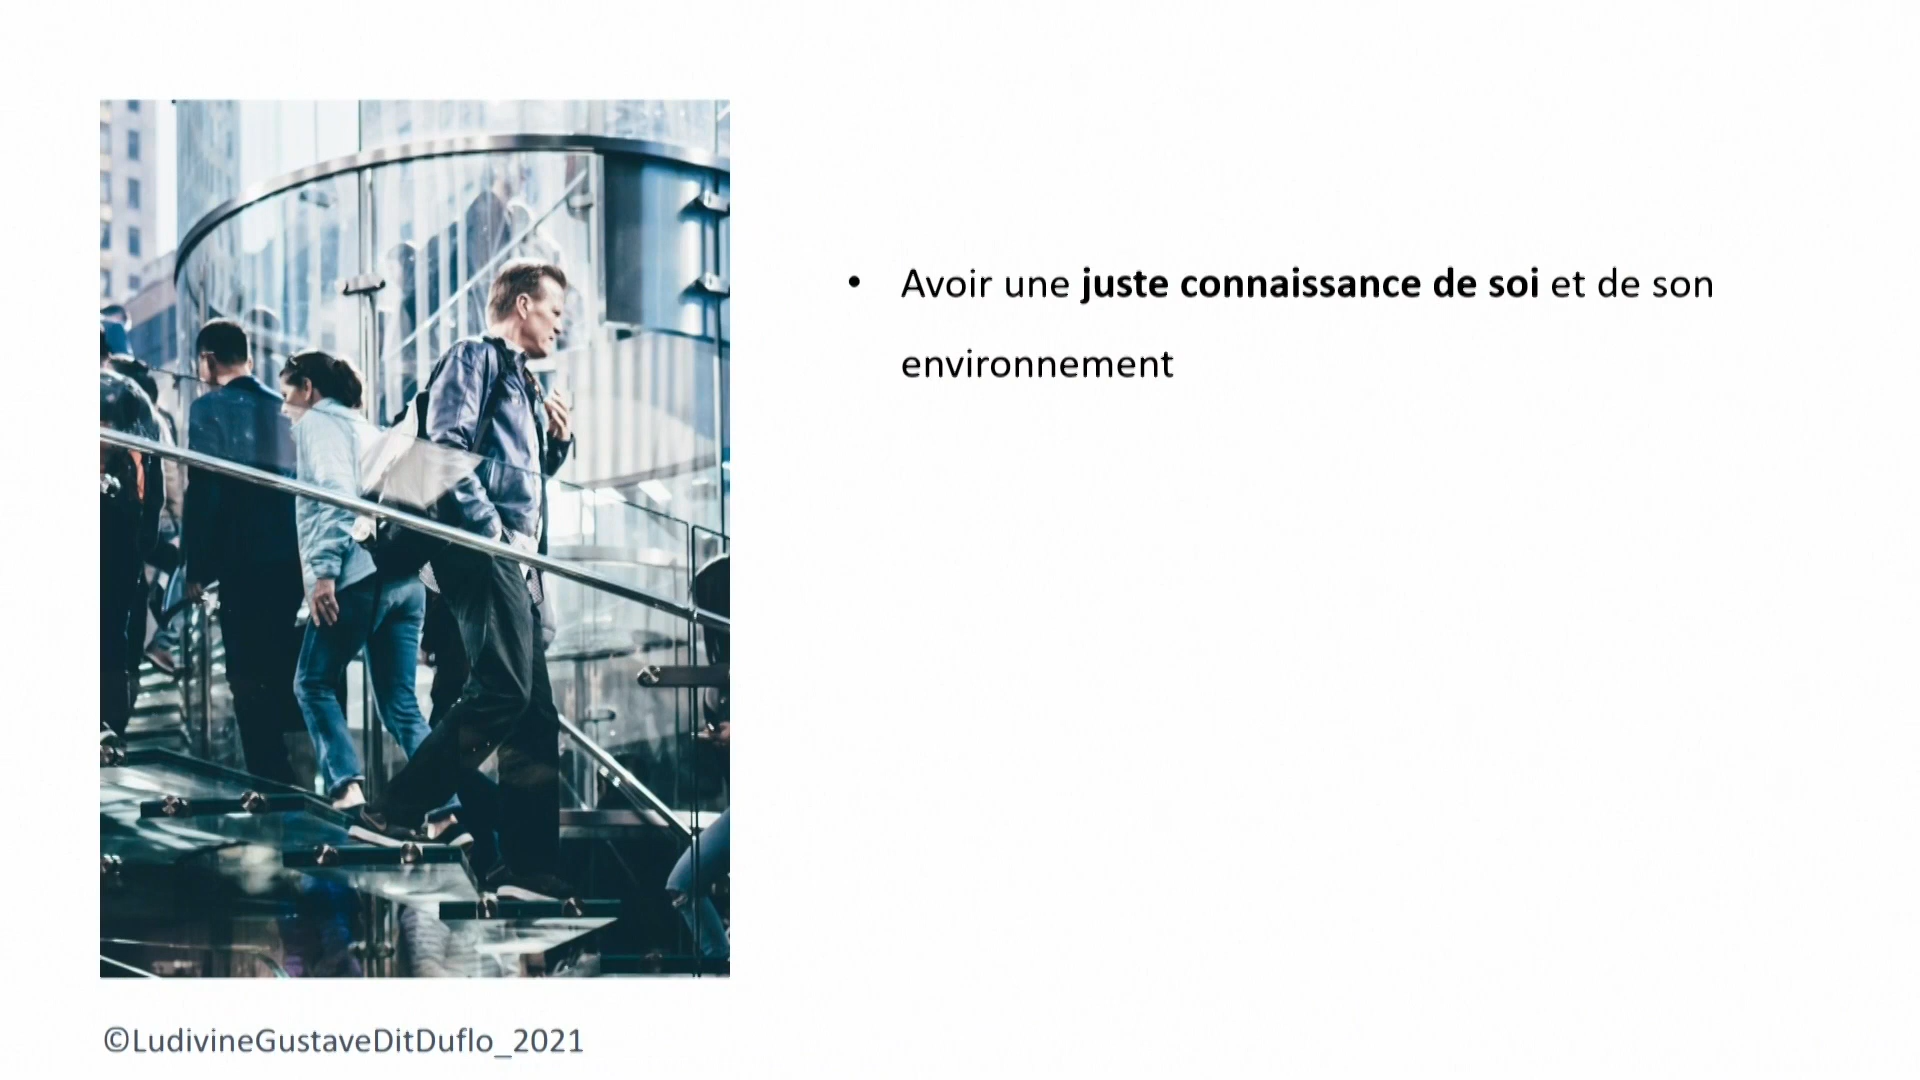 • Avoir une juste connaissance de soi et de son
environnement
©LudivineGustaveDitDuflo_2021